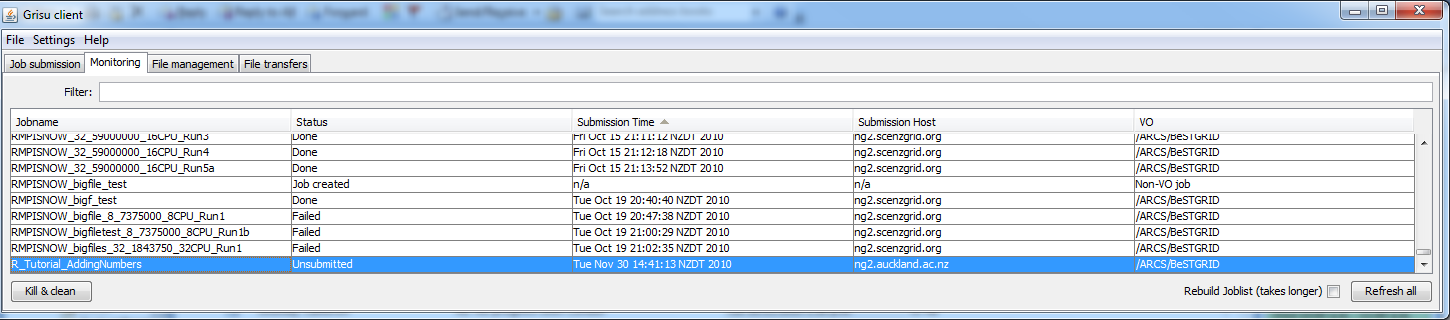 Grisu client
File Settings Help
Job submission Monitoring File management File transfers
Filter:
Jobname Status Submission Time Submission Host VO
RMPISNOW_32_59000000_16CPU_Run3 Done Fri Oct 15 21:11:12 NZDT 2010 ng2.scenzgrid.org /ARCS/BeSTGRID
RMPISNOW_32_59000000_16CPU_Run4 Done Fri Oct 15 21:12:18 NZDT 2010 ng2.scenzgrid.org /ARCS/BeSTGRID
RMPISNOW_32_59000000_16CPU_Run5a Done Fri Oct 15 21:13:52 NZDT 2010 ng2.scenzgrid.org /ARCS/BeSTGRID
RMPISNOW_bigfile_test Job created n/a n/a Non-VO job
RMPISNOW_bigf_test Done Tue Oct 19 20:40:40 NZDT 2010 ng2.scenzgrid.org /ARCS/BeSTGRID
RMPISNOW_bigfile_8_7375000_8CPU_Run1 Failed Tue Oct 19 20:47:38 NZDT 2010 ng2.scenzgrid.org /ARCS/BeSTGRID
RMPISNOW_bigfiletest_8_7375000_8CPU_Run1b Failed Tue Oct 19 21:00:29 NZDT 2010 ng2.scenzgrid.org /ARCS/BeSTGRID
RMPISNOW_bigfiles_32_1843750_32CPU_Run1 Failed Tue Oct 19 21:02:35 NZDT 2010 ng2.scenzgrid.org /ARCS/BeSTGRID
R_Tutorial_AddingNumbers Unsubmitted Tue Nov 30 14:41:13 NZDT 2010 ng2.auckland.ac.nz /ARCS/BeSTGRID
Kill & clean Rebuild Joblist (takes longer) Refresh all